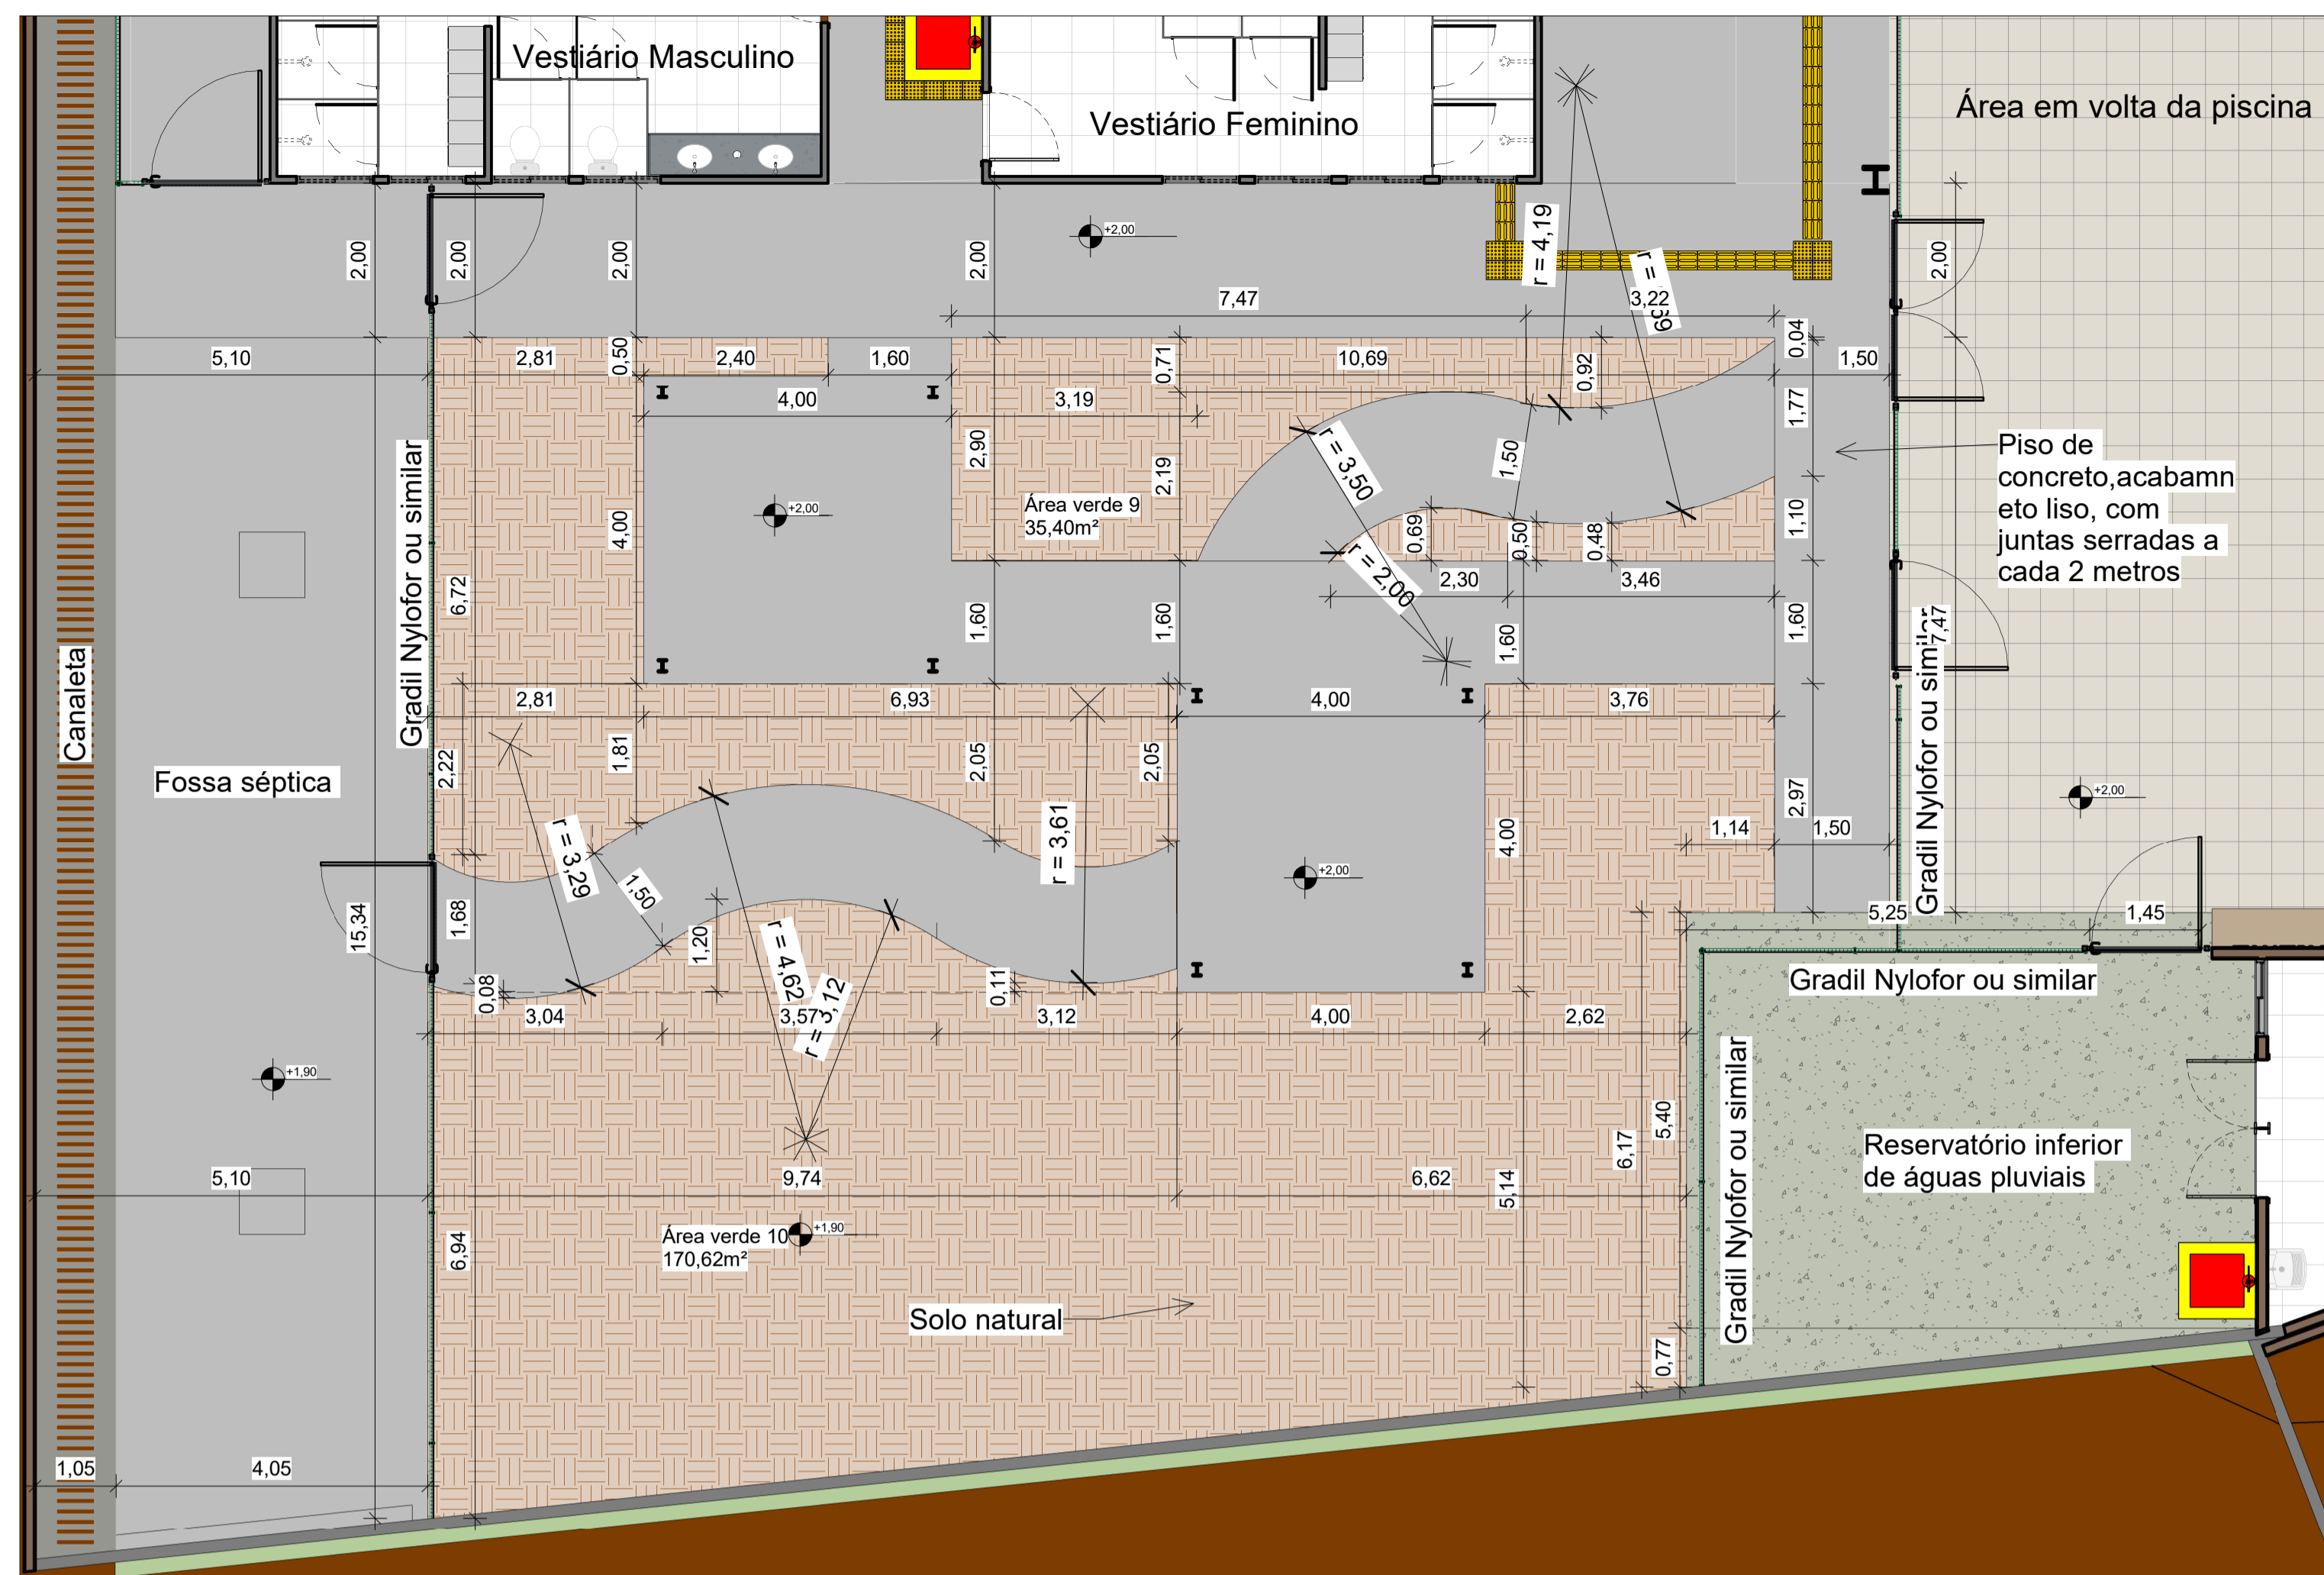 Vestiário Masculino
Vestiário Feminino
Área em volta da piscina
+2,00
2,00
2,00
2,00
2,00
2,00
r = 4,19
7,47
3,22
0,04
5,10
2,81
0,50
2,40
1,60
0,71
10,69
0,92
1,50
4,00
3,19
1,77
Gradil Nylofor ou similar
2,90
2,19
r = 3,50
1,50
Piso de
concreto,acabamn
eto liso, com
juntas serradas a
cada 2 metros
+2,00
Área verde 9
35,40m²
4,00
0,69
0,50
0,48
1,10
6,72
r = 2,00
2,30
3,46
1,60
1,60
1,60
1,60
7,47
Canaleta
Gradil Nylofor ou similar
2,81
6,93
4,00
3,76
Fossa séptica
2,22
1,81
2,05
2,05
2,97
+2,00
r = 3,29
r = 3,61
4,00
1,14
1,50
1,50
+2,00
15,34
1,68
1,20
r = 4,62
5,25
1,45
0,08
0,11
Gradil Nylofor ou similar
3,04
3,57
r = 3,12
3,12
4,00
2,62
+1,90
Gradil Nylofor ou similar
5,40
6,17
Reservatório inferior
de águas pluviais
5,10
9,74
6,62
5,14
Área verde 10
170,62m²
+1,90
6,94
Solo natural
0,77
1,05
4,05